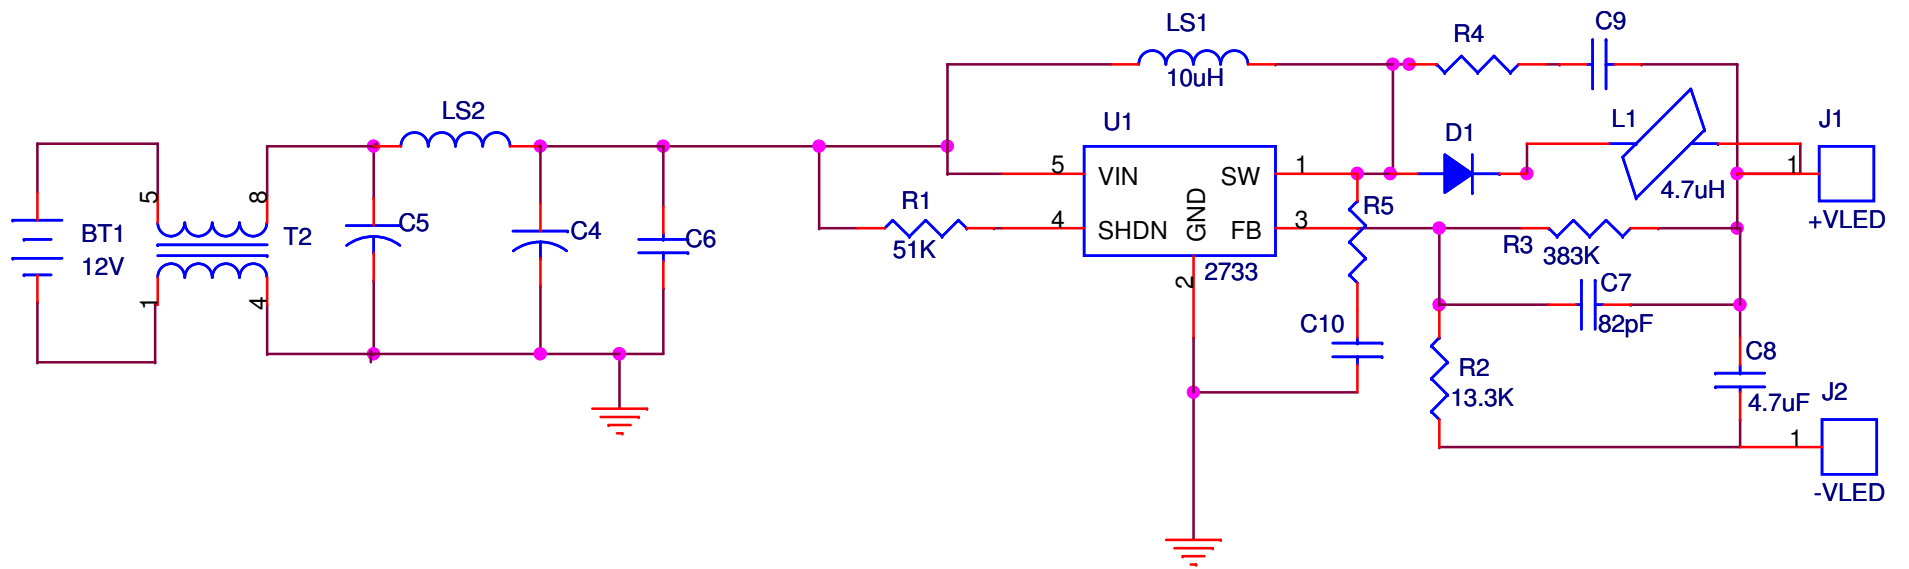 BT1
12V
5
8
1
4
T2
C5
LS2
C4
C6
R1
51K
LS1
10uH
U1
5
VIN
4
SHDN
GND
2
SW
1
FB
3
2733
R4
C9
D1
L1
4.7uH
J1
1
+VLED
R5
R3
383K
C7
82pF
C10
R2
13.3K
C8
4.7uF
J2
1
-VLED